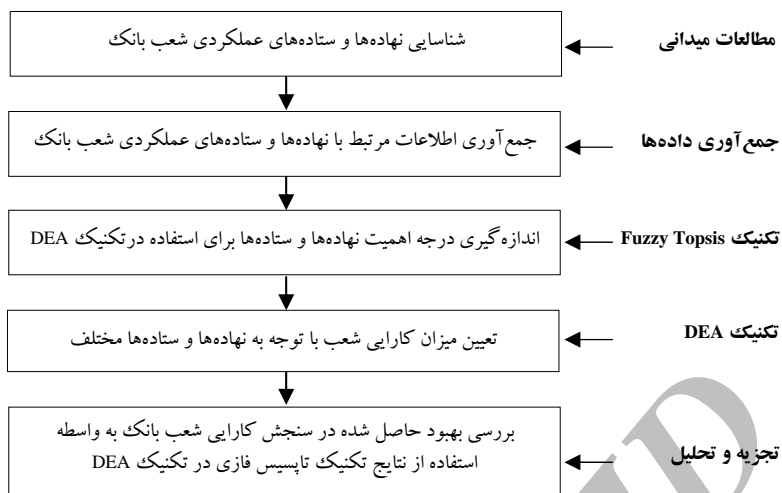 مطالعات میدانی
شناسایی نهاده‌ها و ستاده‌های عملکردی شعب بانک
جمع‌آوری داده‌ها
جمع‌آوری اطلاعات مرتبط با نهاده‌ها و ستاده‌های عملکردی شعب بانک
تکنیک Fuzzy Topsis
اندازه‌گیری درجه اهمیت نهاده‌ها و ستاده‌ها برای استفاده درتکنیک DEA
تکنیک DEA
تعیین میزان کارایی شعب با توجه به نهاده‌ها و ستاده‌ها مختلف
تجزیه و تحلیل
بررسی بهبود حاصل شده در سنجش کارایی شعب بانک به واسطه
استفاده از نتایج تکنیک تاپسیس فازی در تکنیک DEA